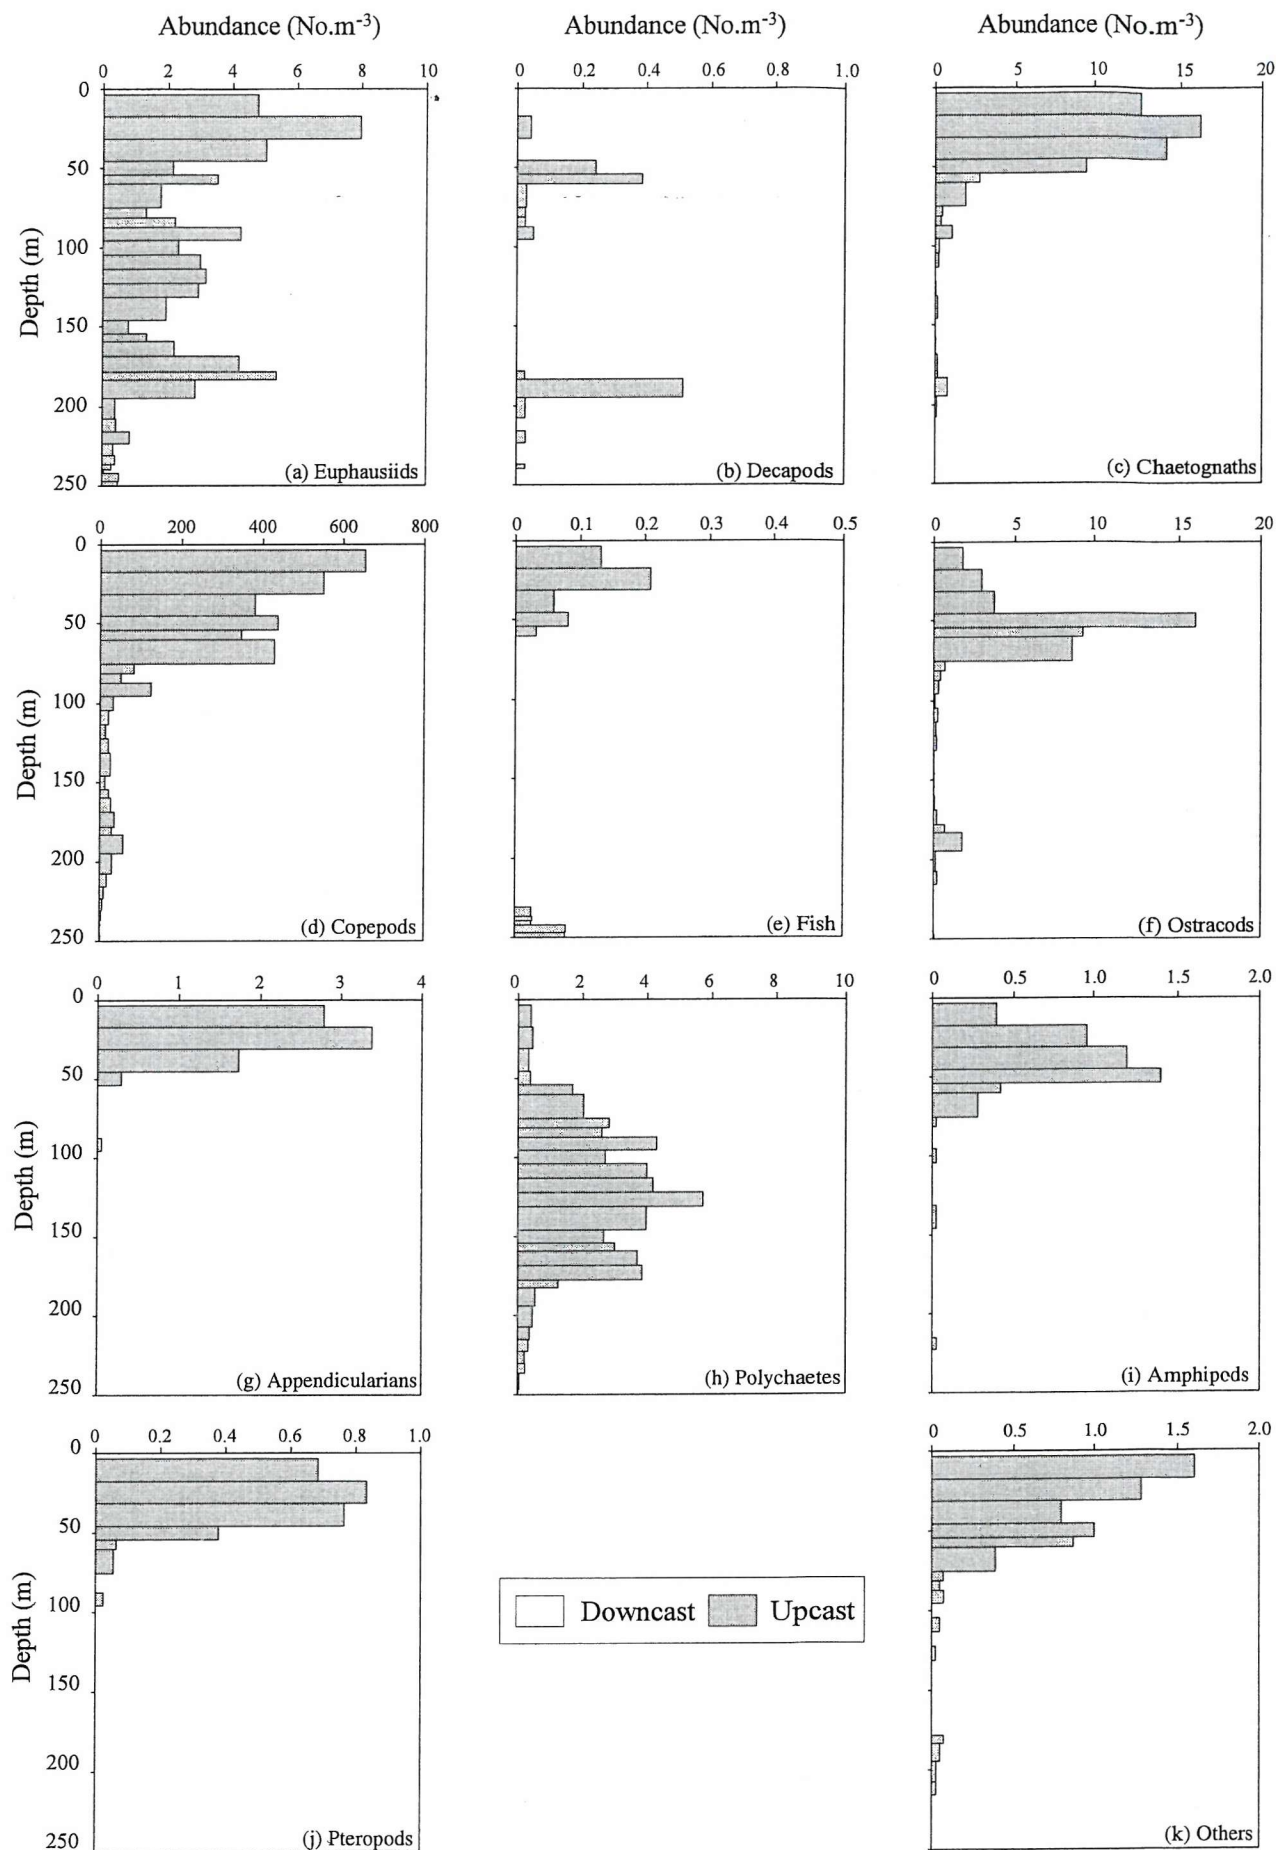 Abundance (No.m-3) Abundance (No.m-3) Abundance (No.m-3)
0 2 4 6 8 10
0 0.2 0.4 0.6 0.8 1.0
0 5 10 15 20
Depth (m)
0
50
100
150
200
250
(a) Euphausiids
(b) Decapods
(c) Chaetognaths
0 200 400 600 800
0 0.1 0.2 0.3 0.4 0.5
0 5 10 15 20
Depth (m)
0
50
100
150
200
250
(d) Copepods
(e) Fish
(f) Ostracods
0 1 2 3 4
0 2 4 6 8 10
0 0.5 1.0 1.5 2.0
Depth (m)
0
50
100
150
200
250
(g) Appendicularians
(h) Polychaetes
(i) Amphipods
0 0.2 0.4 0.6 0.8 1.0
0 0.5 1.0 1.5 2.0
Depth (m)
0
50
100
150
200
250
(j) Pteropods
Downcast Upcast
(k) Others